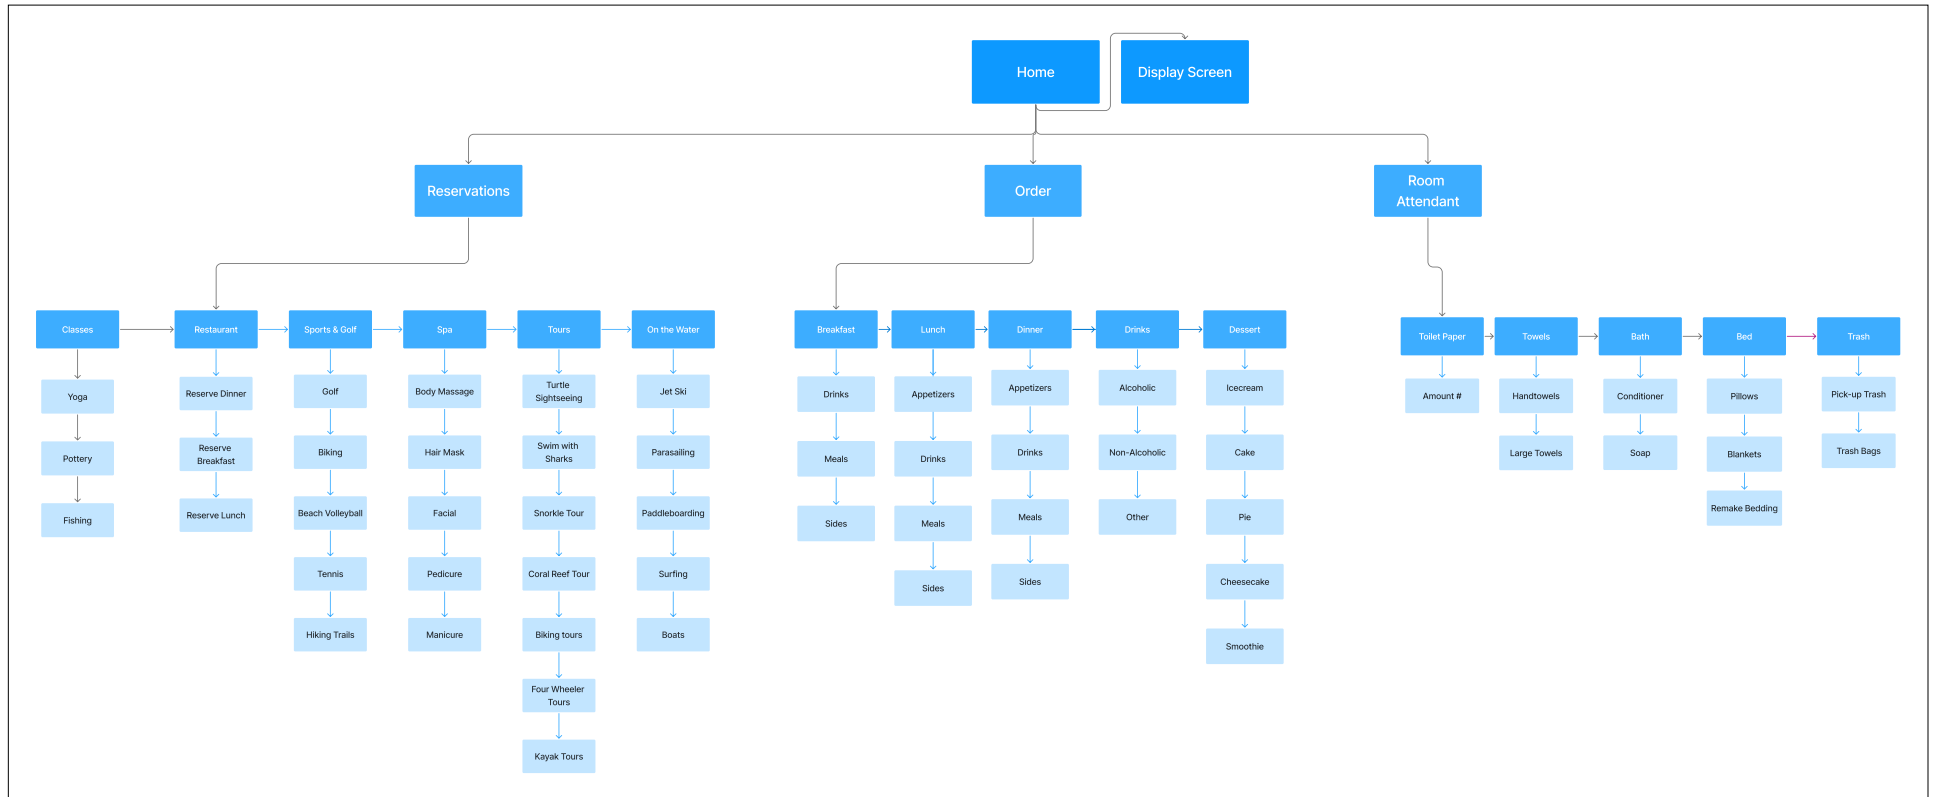 Home
Display Screen
Reservations
Order
Room
Attendant
Classes
Restaurant
Sports & Golf
Spa
Tours
On the Water
Breakfast
Lunch
Dinner
Drinks
Dessert
Toilet Paper
Towels
Bath
Bed
Trash
Yoga
Pottery
Fishing
Reserve Dinner
Reserve
Breakfast
Reserve Lunch
Golf
Biking
Beach Volleyball
Tennis
Hiking Trails
Body Massage
Hair Mask
Facial
Pedicure
Manicure
Turtle
Sightseeing
Swim with
Sharks
Snorkle Tour
Coral Reef Tour
Biking tours
Four Wheeler
Tours
Kayak Tours
Jet Ski
Parasailing
Paddleboarding
Surfing
Boats
Drinks
Meals
Sides
Appetizers
Drinks
Meals
Sides
Appetizers
Drinks
Meals
Sides
Alcoholic
Non-Alcoholic
Other
Icecream
Cake
Pie
Cheesecake
Smoothie
Amount #
Handtowels
Large Towels
Conditioner
Soap
Pillows
Blankets
Remake Bedding
Pick-up Trash
Trash Bags